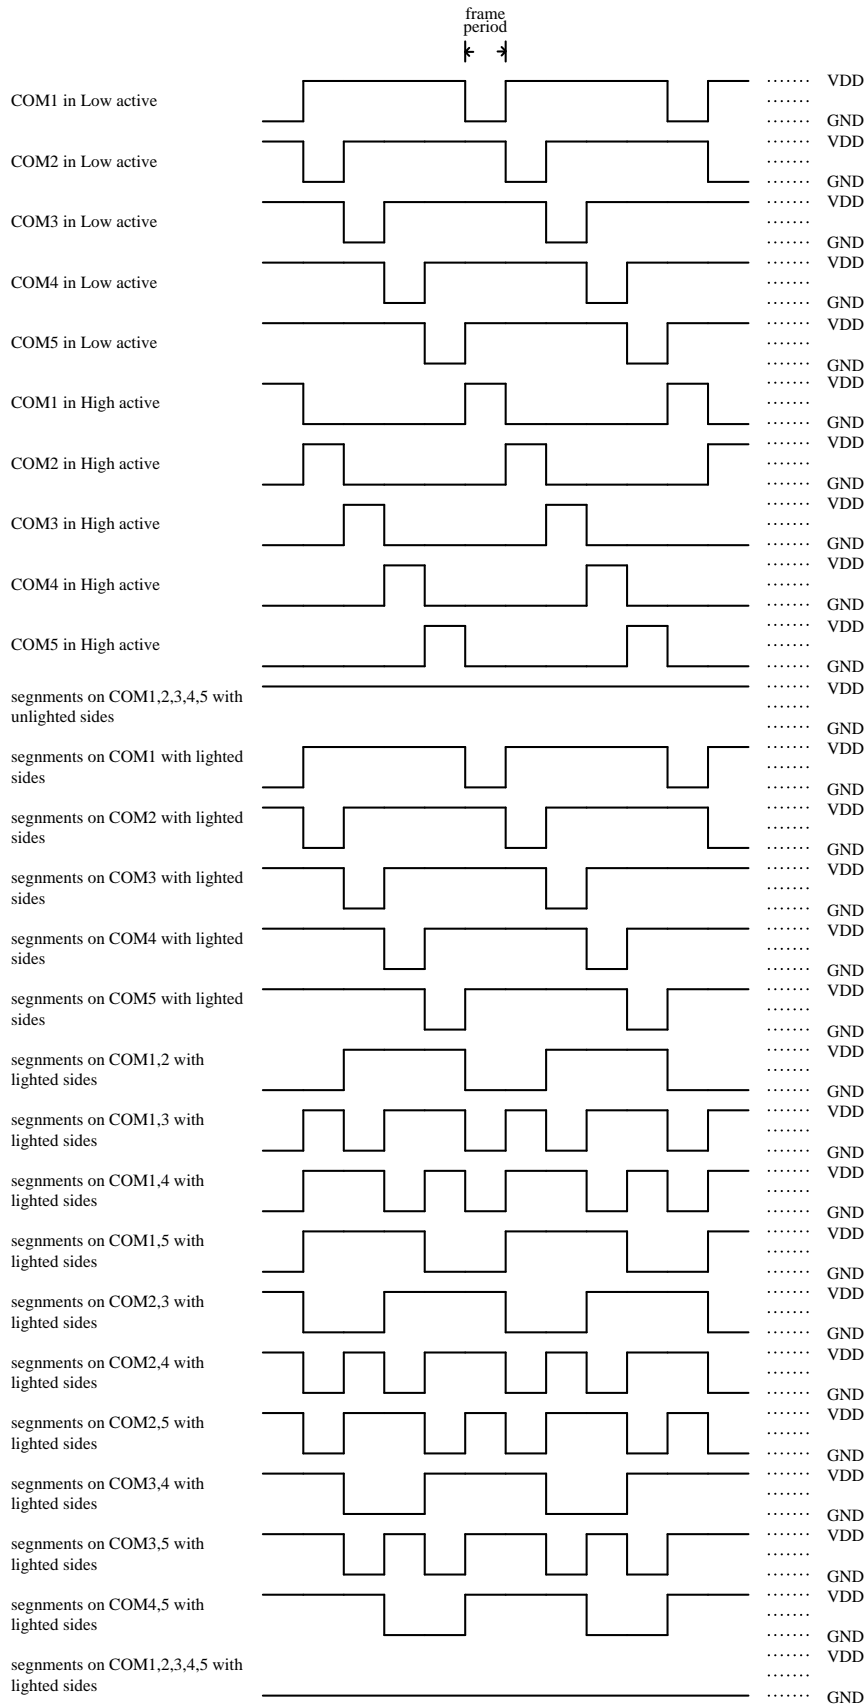 frame
period
COM1 in Low active
VDD
GND
COM2 in Low active
VDD
GND
COM3 in Low active
VDD
GND
COM4 in Low active
VDD
GND
COM5 in Low active
VDD
GND
COM1 in High active
VDD
GND
COM2 in High active
VDD
GND
COM3 in High active
VDD
GND
COM4 in High active
VDD
GND
COM5 in High active
VDD
GND
segnments on COM1,2,3,4,5 with
unlighted sides
VDD
GND
segnments on COM1 with lighted
sides
VDD
GND
segnments on COM2 with lighted
sides
VDD
GND
segnments on COM3 with lighted
sides
VDD
GND
segnments on COM4 with lighted
sides
VDD
GND
segnments on COM5 with lighted
sides
VDD
GND
segnments on COM1,2 with
lighted sides
VDD
GND
segnments on COM1,3 with
lighted sides
VDD
GND
segnments on COM1,4 with
lighted sides
VDD
GND
segnments on COM1,5 with
lighted sides
VDD
GND
segnments on COM2,3 with
lighted sides
VDD
GND
segnments on COM2,4 with
lighted sides
VDD
GND
segnments on COM2,5 with
lighted sides
VDD
GND
segnments on COM3,4 with
lighted sides
VDD
GND
segnments on COM3,5 with
lighted sides
VDD
GND
segnments on COM4,5 with
lighted sides
VDD
GND
segnments on COM1,2,3,4,5 with
lighted sides
VDD
GND